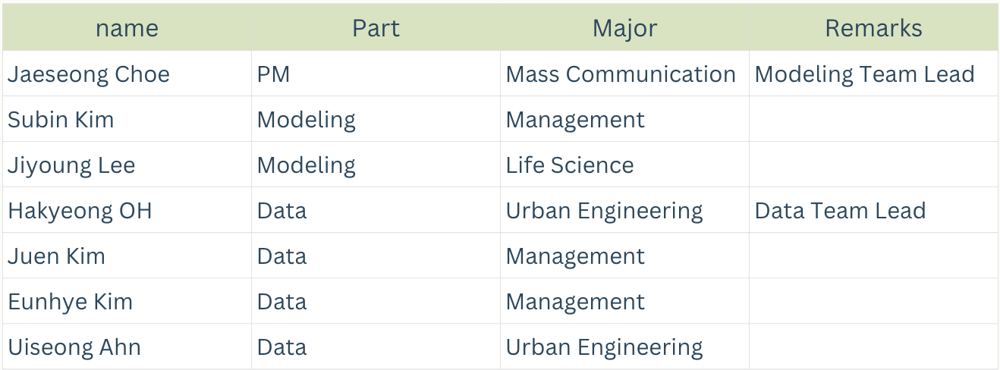 name Part Major Remarks
Jaeseong Choe PM Mass Communication Modeling Team Lead
Subin Kim Modeling Management
Jiyoung Lee Modeling Life Science
Hakyeong OH Data Urban Engineering Data Team Lead
Juen Kim Data Management
Eunhye Kim Data Management
Uiseong Ahn Data Urban Engineering